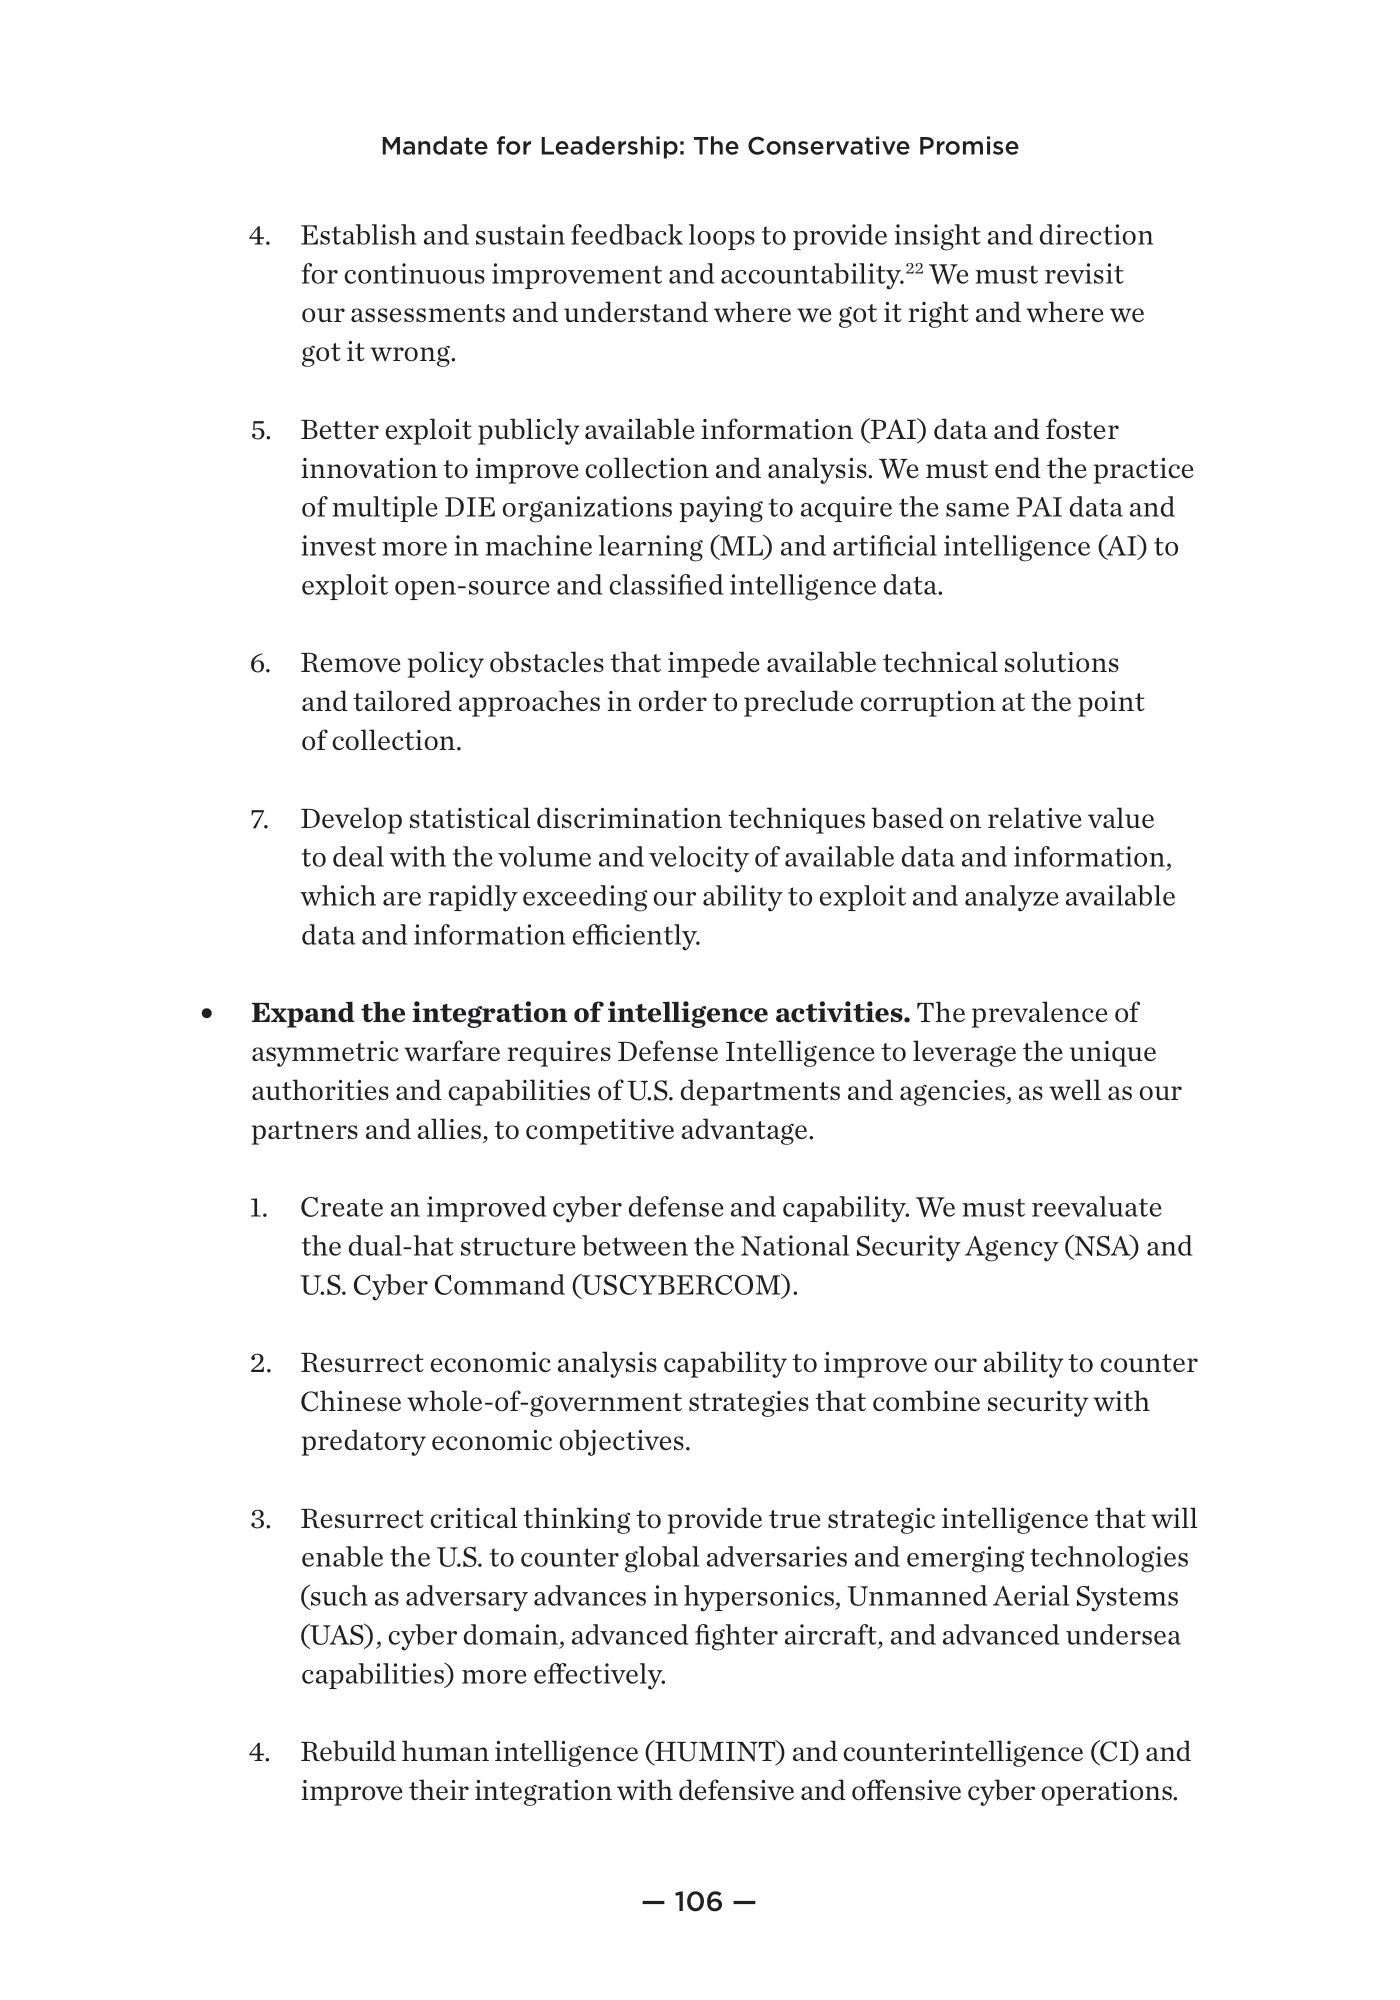 Mandate for Leadership: The Conservative Promise
4. Establish and sustain feedback loops to provide insight and direction
for continuous improvement and accountability.²² We must revisit
our assessments and understand where we got it right and where we
got it wrong.
5. Better exploit publicly available information (PAI) data and foster
innovation to improve collection and analysis. We must end the practice
of multiple DIE organizations paying to acquire the same PAI data and
invest more in machine learning (ML) and artificial intelligence (AI) to
exploit open-source and classified intelligence data.
6. Remove policy obstacles that impede available technical solutions
and tailored approaches in order to preclude corruption at the point
of collection.
7. Develop statistical discrimination techniques based on relative value
to deal with the volume and velocity of available data and information,
which are rapidly exceeding our ability to exploit and analyze available
data and information efficiently.
• Expand the integration of intelligence activities. The prevalence of
asymmetric warfare requires Defense Intelligence to leverage the unique
authorities and capabilities of U.S. departments and agencies, as well as our
partners and allies, to competitive advantage.
1. Create an improved cyber defense and capability. We must reevaluate
the dual-hat structure between the National Security Agency (NSA) and
U.S. Cyber Command (USCYBERCOM).
2. Resurrect economic analysis capability to improve our ability to counter
Chinese whole-of-government strategies that combine security with
predatory economic objectives.
3. Resurrect critical thinking to provide true strategic intelligence that will
enable the U.S. to counter global adversaries and emerging technologies
(such as adversary advances in hypersonics, Unmanned Aerial Systems
(UAS), cyber domain, advanced fighter aircraft, and advanced undersea
capabilities) more effectively.
4. Rebuild human intelligence (HUMINT) and counterintelligence (CI) and
improve their integration with defensive and offensive cyber operations.
— 106 —